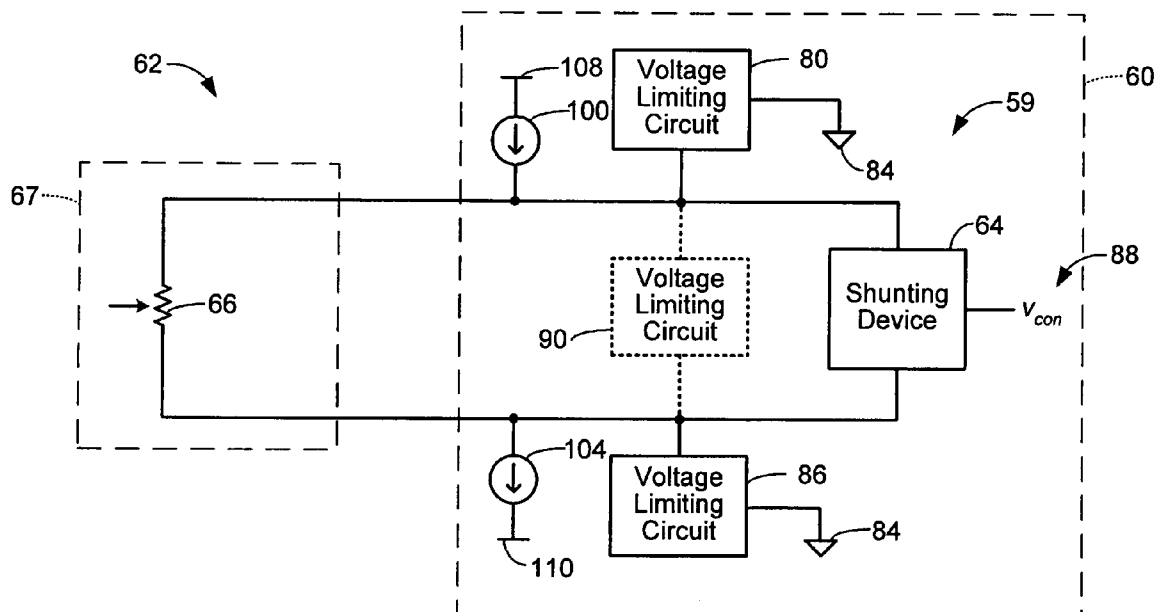 62
108
100
Voltage
Limiting
Circuit
80
84
59
60
67
66
Voltage
Limiting
Circuit
90
64
Shunting
Device
88
v_con
104
110
Voltage
Limiting
Circuit
86
84